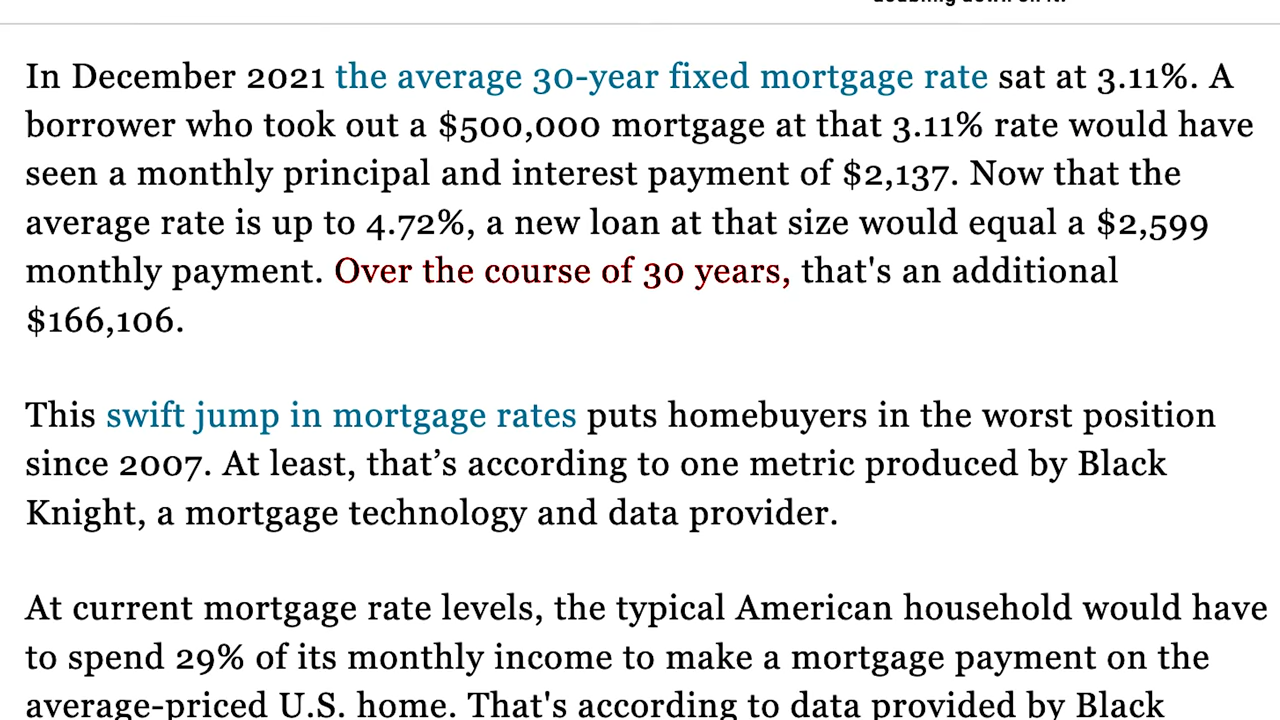 In December 2021 the average 30-year fixed mortgage rate sat at 3.11%. A
borrower who took out a $500,000 mortgage at that 3.11% rate would have
seen a monthly principal and interest payment of $2,137. Now that the
average rate is up to 4.72%, a new loan at that size would equal a $2,599
monthly payment. Over the course of 30 years, that's an additional
$166,106.
This swift jump in mortgage rates puts homebuyers in the worst position
since 2007. At least, that’s according to one metric produced by Black
Knight, a mortgage technology and data provider.
At current mortgage rate levels, the typical American household would have
to spend 29% of its monthly income to make a mortgage payment on the
average-priced U.S. home. That's according to data provided by Black